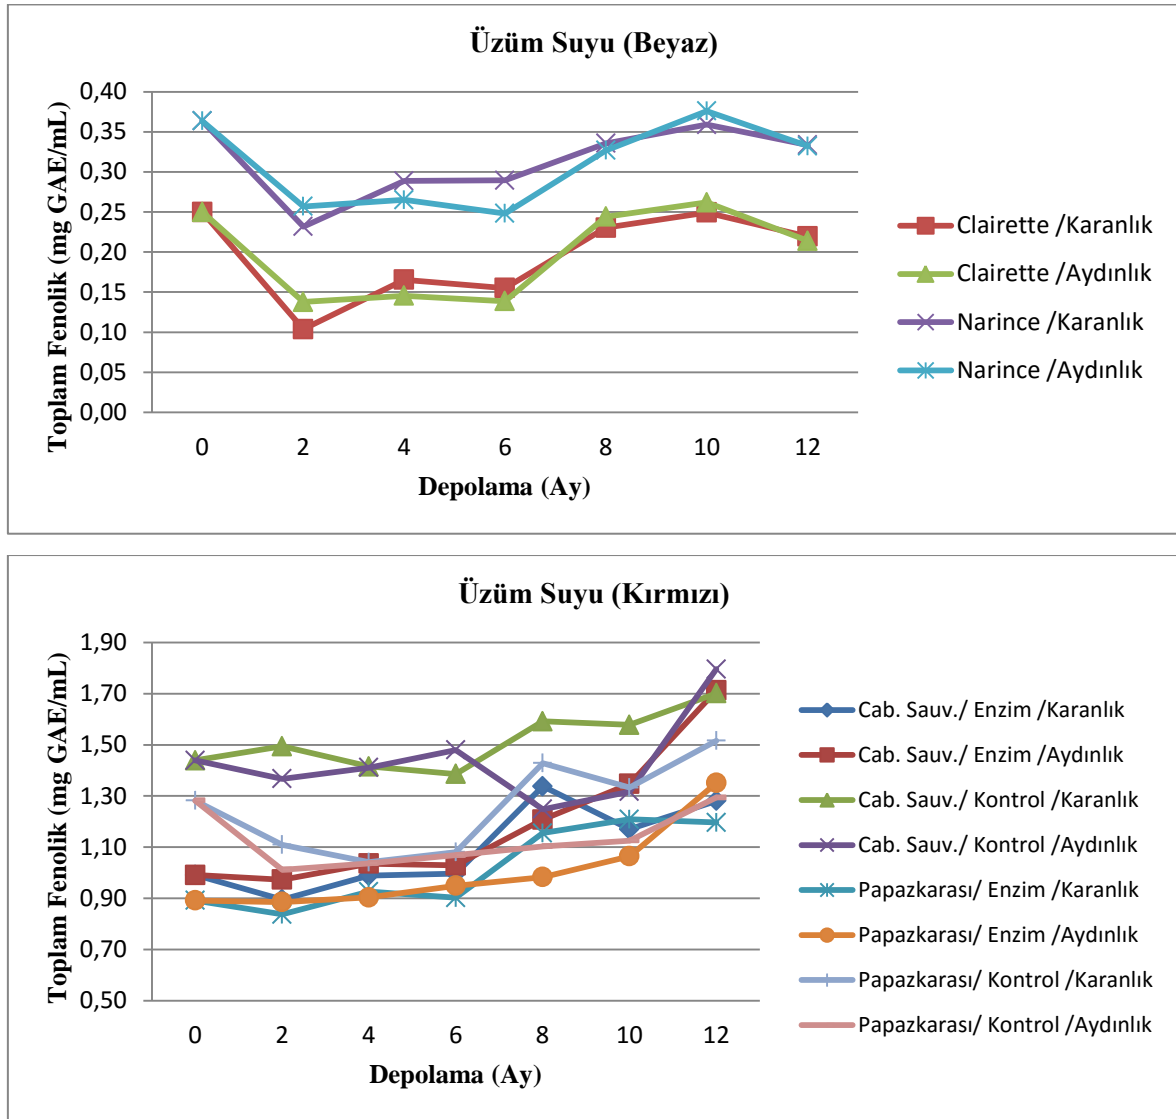 Üzüm Suyu (Beyaz)
Toplam Fenolik (mg GAE/mL)
0,40
0,35
0,30
0,25
0,20
0,15
0,10
0,05
0,00
0 2 4 6 8 10 12
Depolama (Ay)
Clairette /Karanlık
Clairette /Aydınlık
Narince /Karanlık
Narince /Aydınlık
Üzüm Suyu (Kırmızı)
Toplam Fenolik (mg GAE/mL)
1,90
1,70
1,50
1,30
1,10
0,90
0,70
0,50
0 2 4 6 8 10 12
Depolama (Ay)
Cab. Sauv./ Enzim /Karanlık
Cab. Sauv./ Enzim /Aydınlık
Cab. Sauv./ Kontrol /Karanlık
Cab. Sauv./ Kontrol /Aydınlık
Papazkarası/ Enzim /Karanlık
Papazkarası/ Enzim /Aydınlık
Papazkarası/ Kontrol /Karanlık
Papazkarası/ Kontrol /Aydınlık